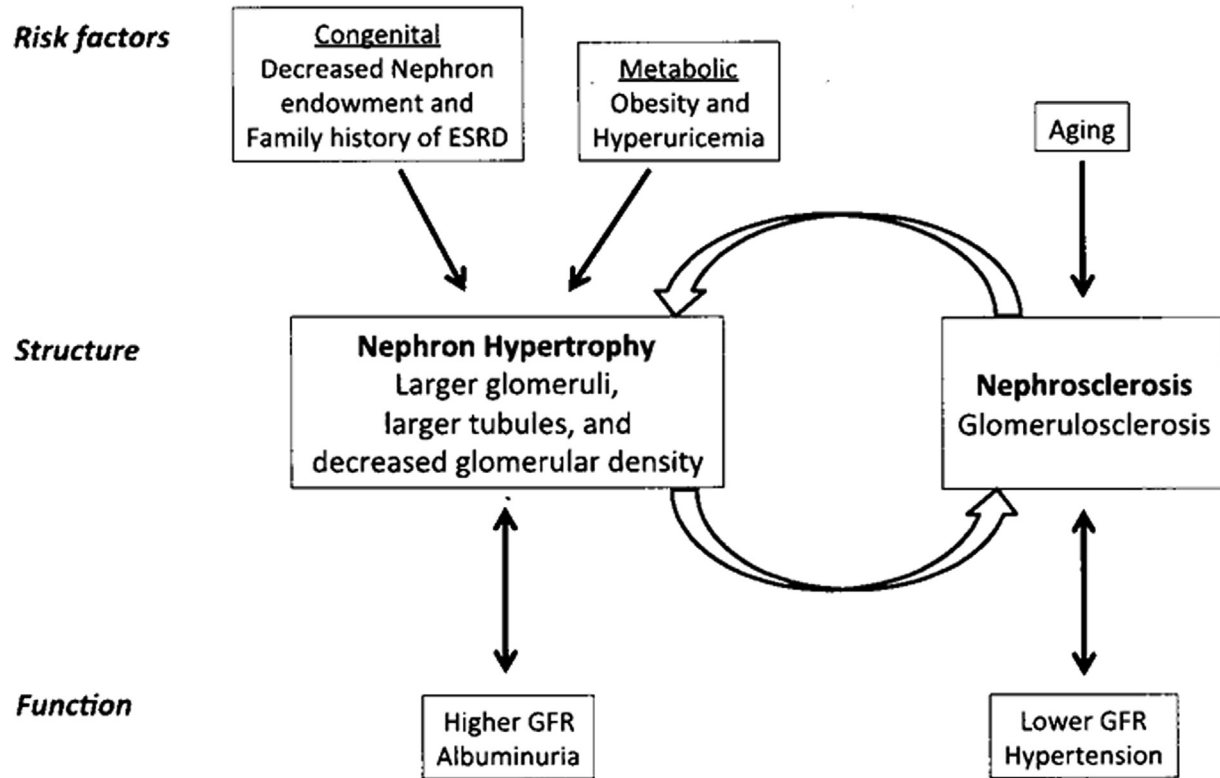 Risk factors
Congenital
Decreased Nephron
endowment and
Family history of ESRD
Metabolic
Obesity and
Hyperuricemia
Aging
Structure
Nephron Hypertrophy
Larger glomeruli,
larger tubules, and
decreased glomerular density
Nephrosclerosis
Glomerulosclerosis
Function
Higher GFR
Albuminuria
Lower GFR
Hypertension